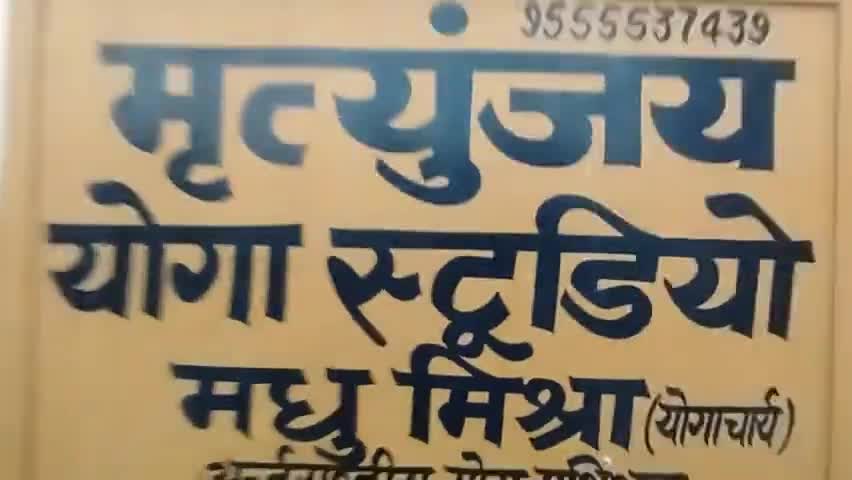 9555537439
मृत्युंजय
योगा स्टूडियो
मधु मिश्रा (योगाचार्य)